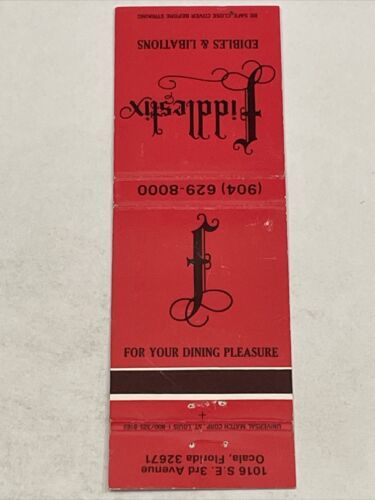 BE SAFE, CLOSE COVER BEFORE STRIKING
EDIBLES & LIBATIONS
Fiddlestix
(904) 629-8000
f
FOR YOUR DINING PLEASURE
UNIVERSAL MATCH CORP. ST. LOUIS
1016 S.E. 3rd Avenue
Ocala, Florida 32671